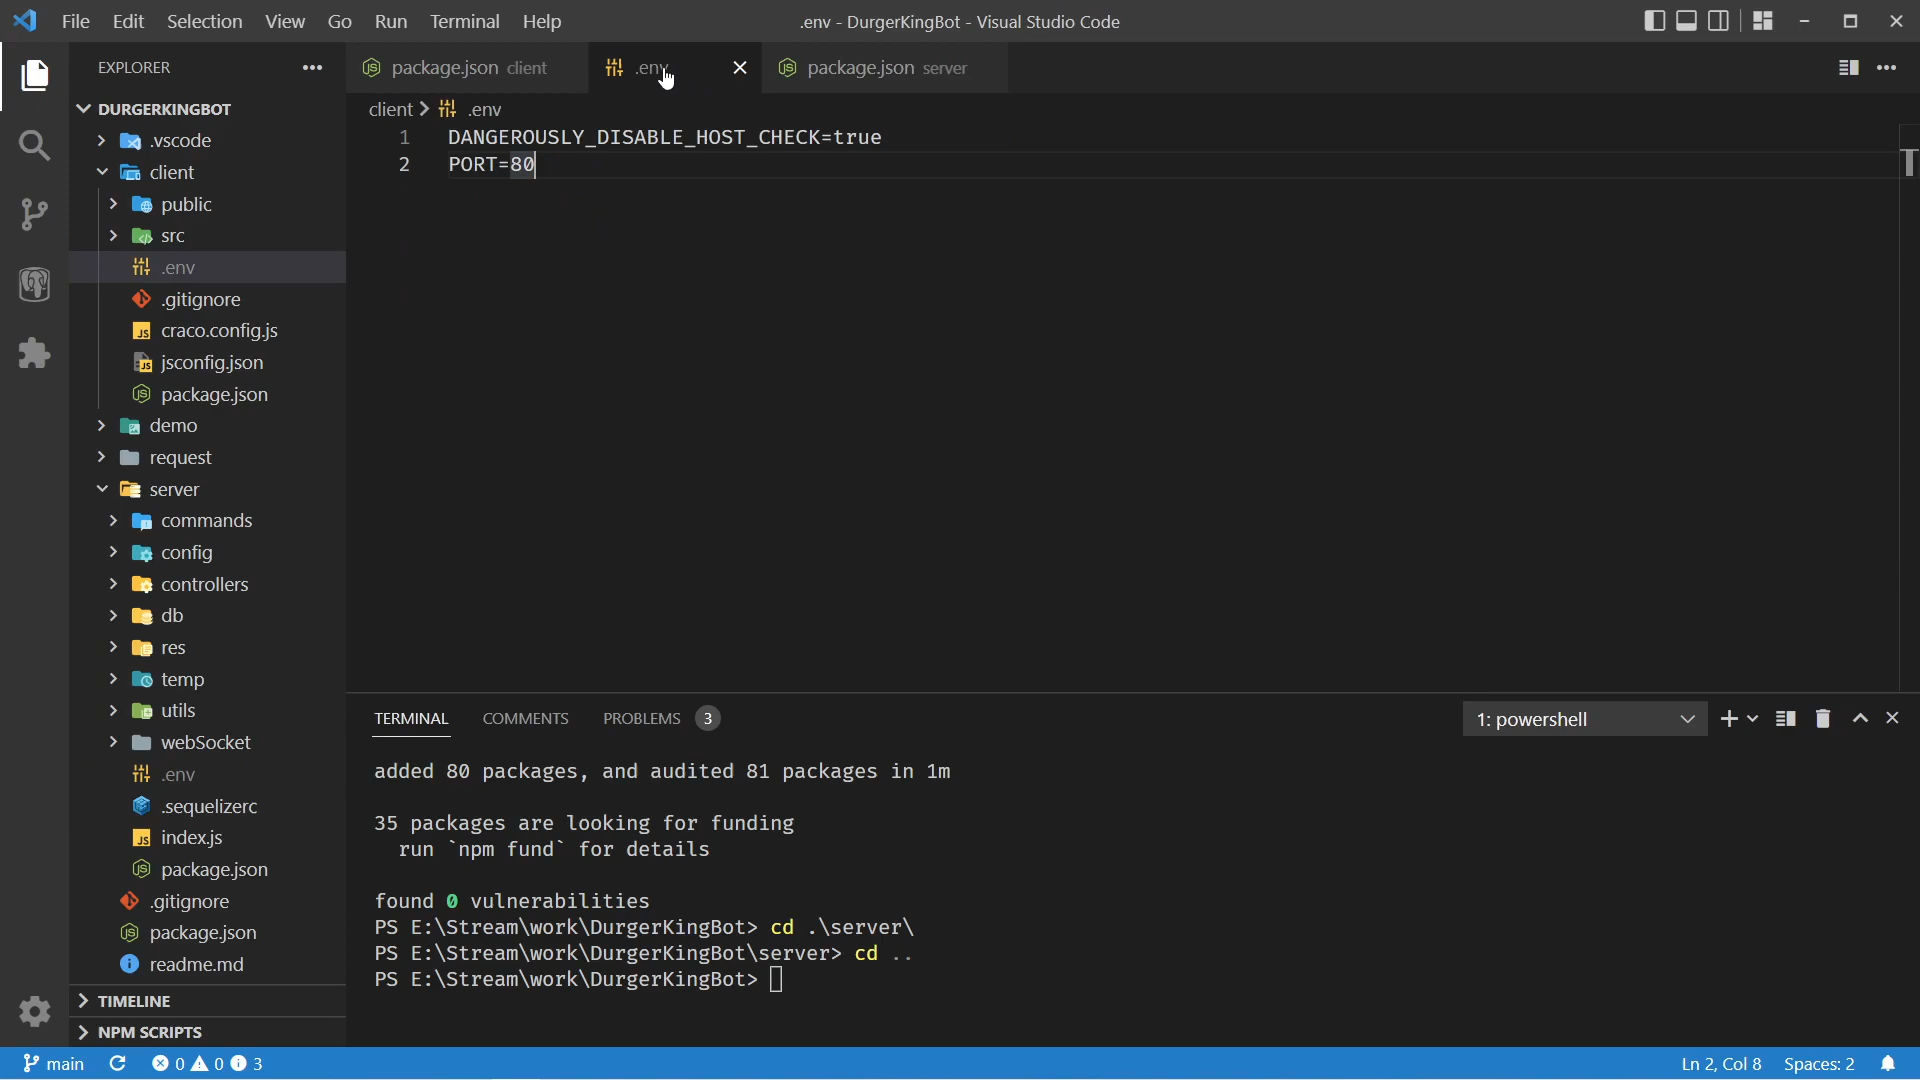 File Edit Selection View Go Run Terminal Help
.env - DurgerKingBot - Visual Studio Code
EXPLORER
DURGERKINGBOT
.vscode
client
public
src
.env
.gitignore
craco.config.js
jsconfig.json
package.json
demo
request
server
commands
config
controllers
db
res
temp
utils
webSocket
.env
.sequelizerc
index.js
package.json
.gitignore
package.json
readme.md
TIMELINE
NPM SCRIPTS
package.json client
.env
package.json server
client > .env
1 DANGEROUSLY_DISABLE_HOST_CHECK=true
2 PORT=80
TERMINAL COMMENTS PROBLEMS 3
1: powershell
added 80 packages, and audited 81 packages in 1m
35 packages are looking for funding
run `npm fund` for details
found 0 vulnerabilities
PS E:\Stream\work\DurgerKingBot> cd .\server\
PS E:\Stream\work\DurgerKingBot\server> cd ..
PS E:\Stream\work\DurgerKingBot>
main 0 0 3
Ln 2, Col 8 Spaces: 2